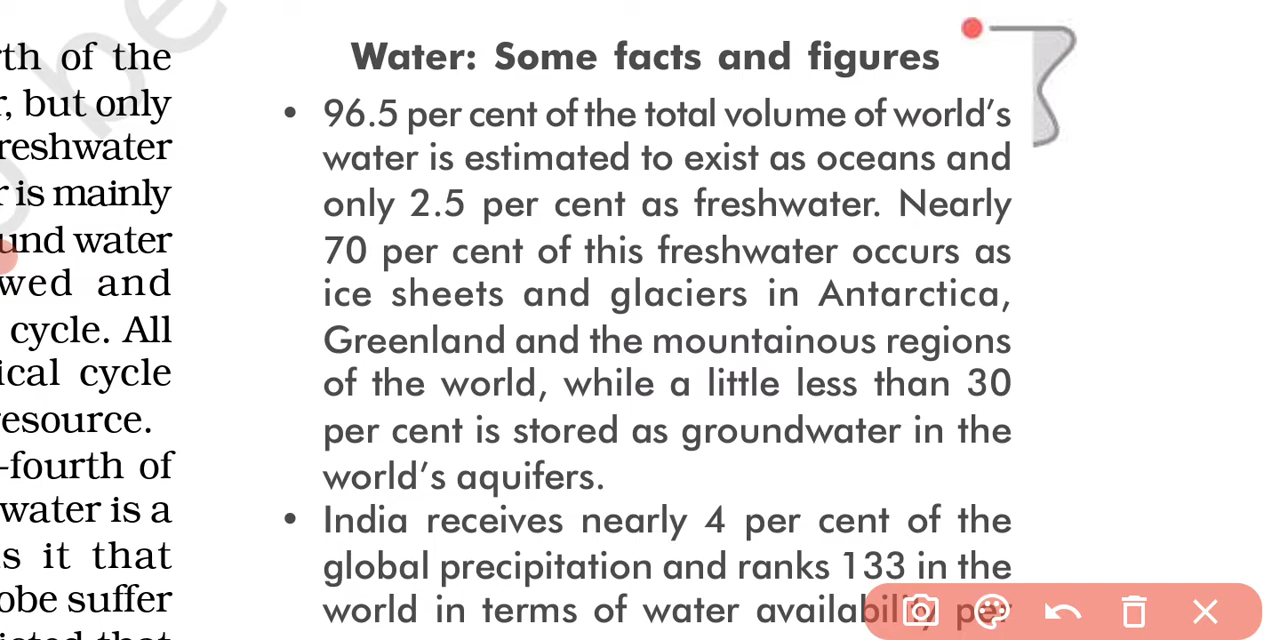 th of the
, but only
reshwater
r is mainly
und water
wed and
cycle. All
ical cycle
resource.
-fourth of
water is a
s it that
obe suffer
that
Water: Some facts and figures
• 96.5 per cent of the total volume of world's
water is estimated to exist as oceans and
only 2.5 per cent as freshwater. Nearly
70 per cent of this freshwater occurs as
ice sheets and glaciers in Antarctica,
Greenland and the mountainous regions
of the world, while a little less than 30
per cent is stored as groundwater in the
world's aquifers.
• India receives nearly 4 per cent of the
global precipitation and ranks 133 in the
world in terms of water availability per
be